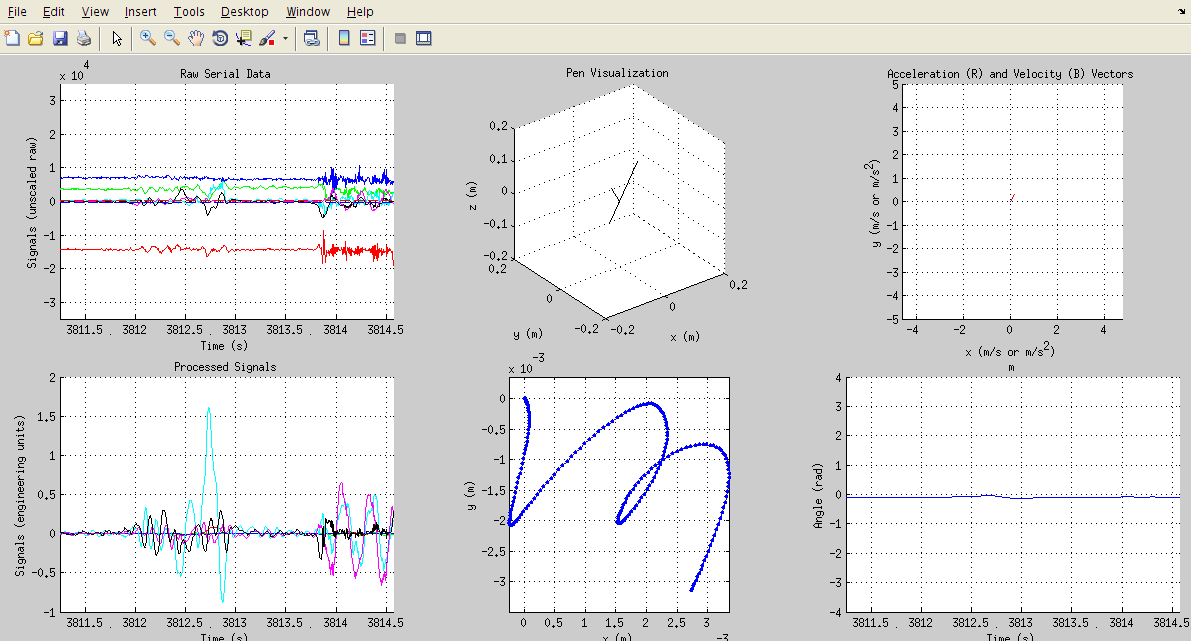 File Edit View Insert Tools Desktop Window Help
x 10^4
Raw Serial Data
3
2
1
0
-1
-2
-3
Signals (unscaled raw)
3811.5 . 3812 3812.5 . 3813 3813.5 . 3814 3814.5
Time (s)
Pen Visualization
0.2
0.1
0
-0.1
-0.2
z (m)
0.2
0
-0.2
y (m)
-0.2
0
0.2
x (m)
Acceleration (R) and Velocity (B) Vectors
5
4
3
2
1
0
-1
-2
-3
-4
-5
y (m/s or m/s^2)
-4 -2 0 2 4
x (m/s or m/s^2)
Processed Signals
2
1.5
1
0.5
0
-0.5
-1
Signals (engineering units)
3811.5 . 3812 3812.5 . 3813 3813.5 . 3814 3814.5
Time (s)
x 10^-3
0
-0.5
-1
-1.5
-2
-2.5
-3
y (m)
0 0.5 1 1.5 2 2.5 3
x (m)
-3
m
4
3
2
1
0
-1
-2
-3
-4
Angle (rad)
3811.5 . 3812 3812.5 . 3813 3813.5 . 3814 3814.5
Time (s)